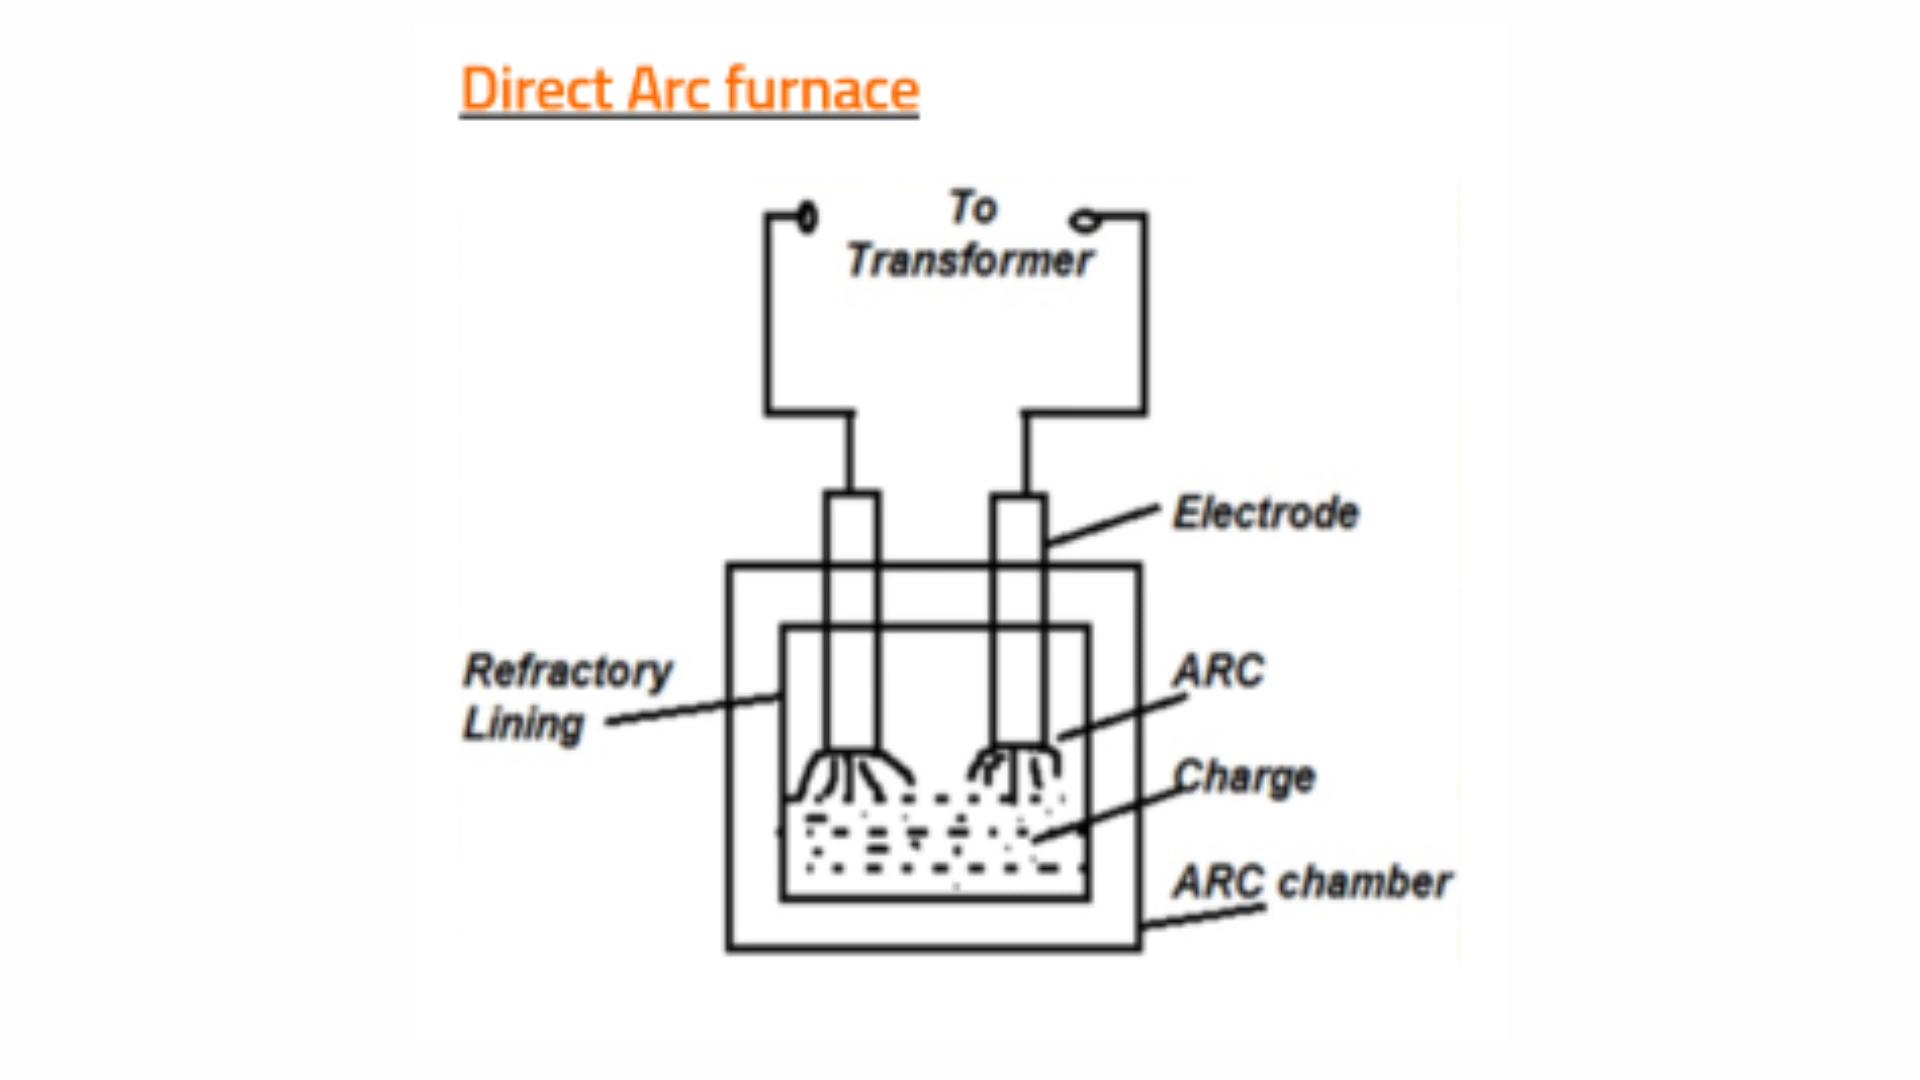 Direct Arc furnace
To
Transformer
Electrode
Refractory
Lining
ARC
Charge
ARC chamber